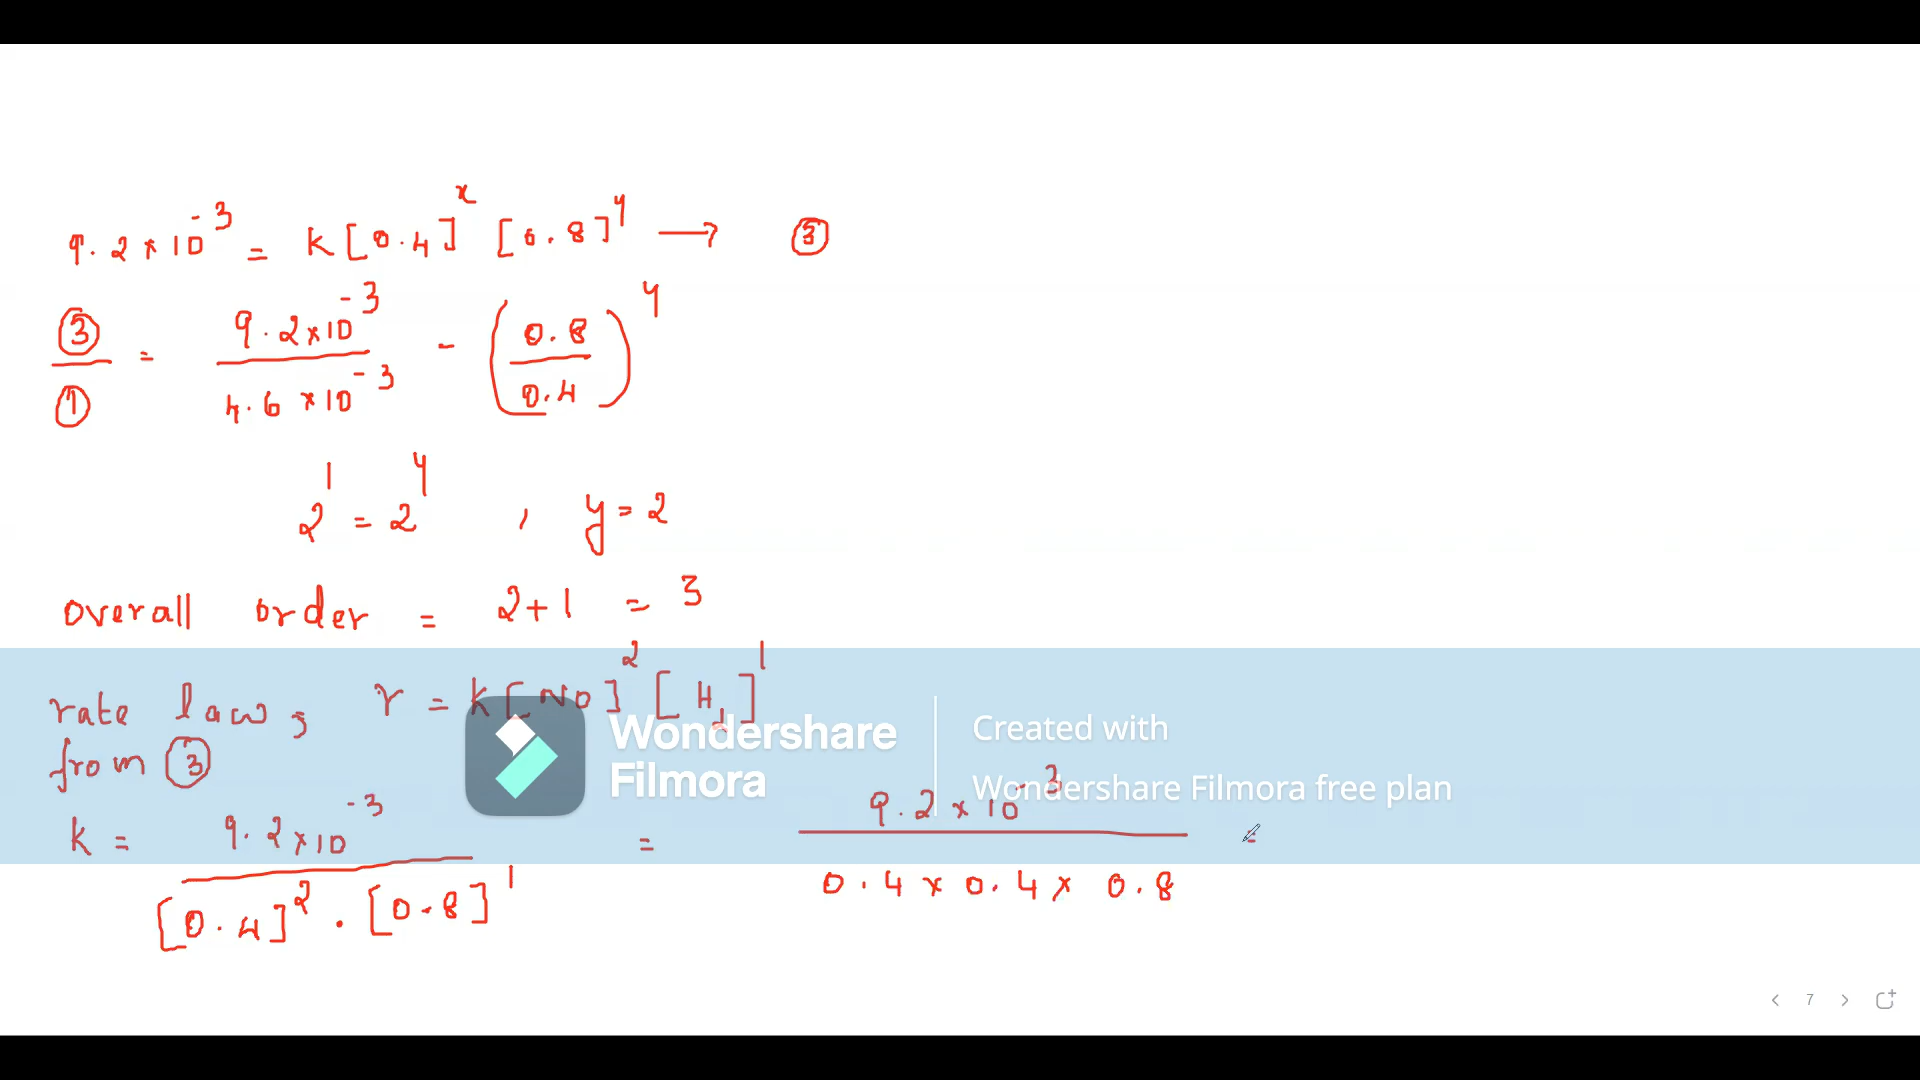 9.2×10⁻³ = k[0.4]ˣ [0.8]ʸ → ③
③/① = 9.2×10⁻³ / 4.6×10⁻³ - (0.8/0.4)ʸ
2¹ = 2ʸ , y = 2
overall order = 2+1 = 3
rate law, r = k[NO]² [H₂]¹
from ③
k = 9.2×10⁻³ / [0.4]² · [0.8]¹ = 9.2×10⁻³ / 0.4×0.4×0.8 =
Wondershare Filmora
Created with
Wondershare Filmora free plan
7